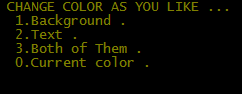 CHANGE COLOR AS YOU LIKE ...
1.Background .
2.Text .
3.Both of Them .
0.Current color .